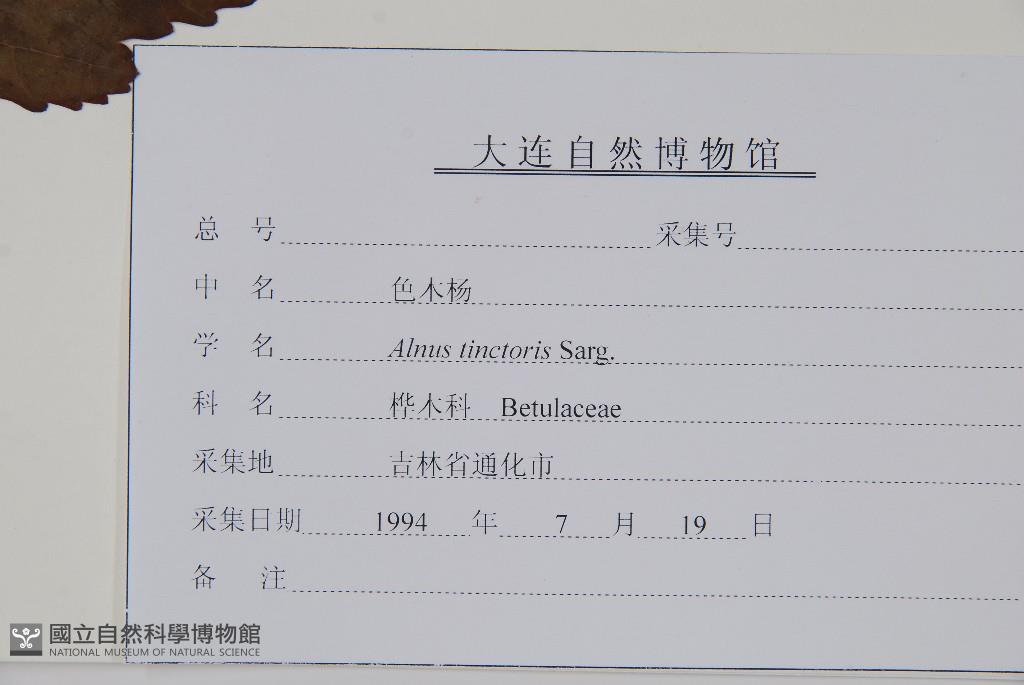 大连自然博物馆
总 号 采集号
中 名 色木杨
学 名 Alnus tinctoris Sarg.
科 名 桦木科 Betulaceae
采集地 吉林省通化市
采集日期 1994 年 7 月 19 日
备 注
國立自然科學博物館
NATIONAL MUSEUM OF NATURAL SCIENCE